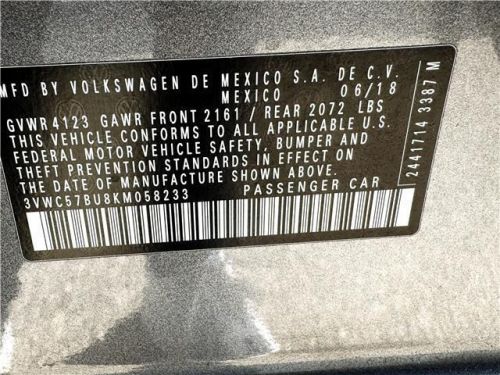 MFD BY VOLKSWAGEN DE MEXICO S.A. DE C.V.
MEXICO 06/18
GVWR 4123 GAWR FRONT 2161 / REAR 2072 LBS
THIS VEHICLE CONFORMS TO ALL APPLICABLE U.S.
FEDERAL MOTOR VEHICLE SAFETY, BUMPER AND
THEFT PREVENTION STANDARDS IN EFFECT ON
THE DATE OF MANUFACTURE SHOWN ABOVE.
3VWC57BU8KM058233 PASSENGER CAR
2441714 3387 M